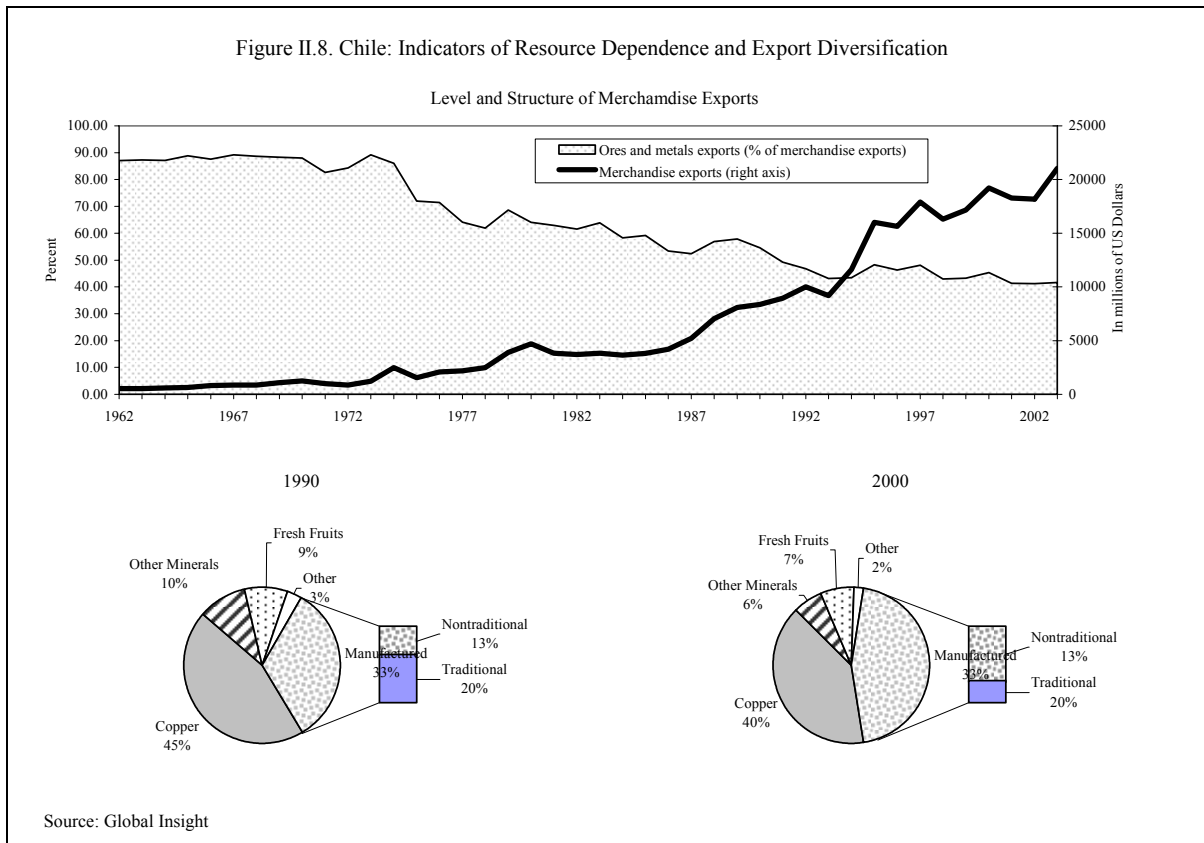 Figure II.8. Chile: Indicators of Resource Dependence and Export Diversification
Level and Structure of Merchamdise Exports
100.00
90.00
80.00
70.00
60.00
50.00
40.00
30.00
20.00
10.00
0.00
Percent
25000
20000
15000
10000
5000
0
In millions of US Dollars
Ores and metals exports (% of merchandise exports)
Merchandise exports (right axis)
1962 1967 1972 1977 1982 1987 1992 1997 2002
1990
Fresh Fruits
9%
Other Minerals
10%
Other
3%
Manufactured
33%
Nontraditional
13%
Traditional
20%
Copper
45%
2000
Fresh Fruits
7%
Other
2%
Other Minerals
6%
Manufactured
33%
Nontraditional
13%
Traditional
20%
Copper
40%
Source: Global Insight